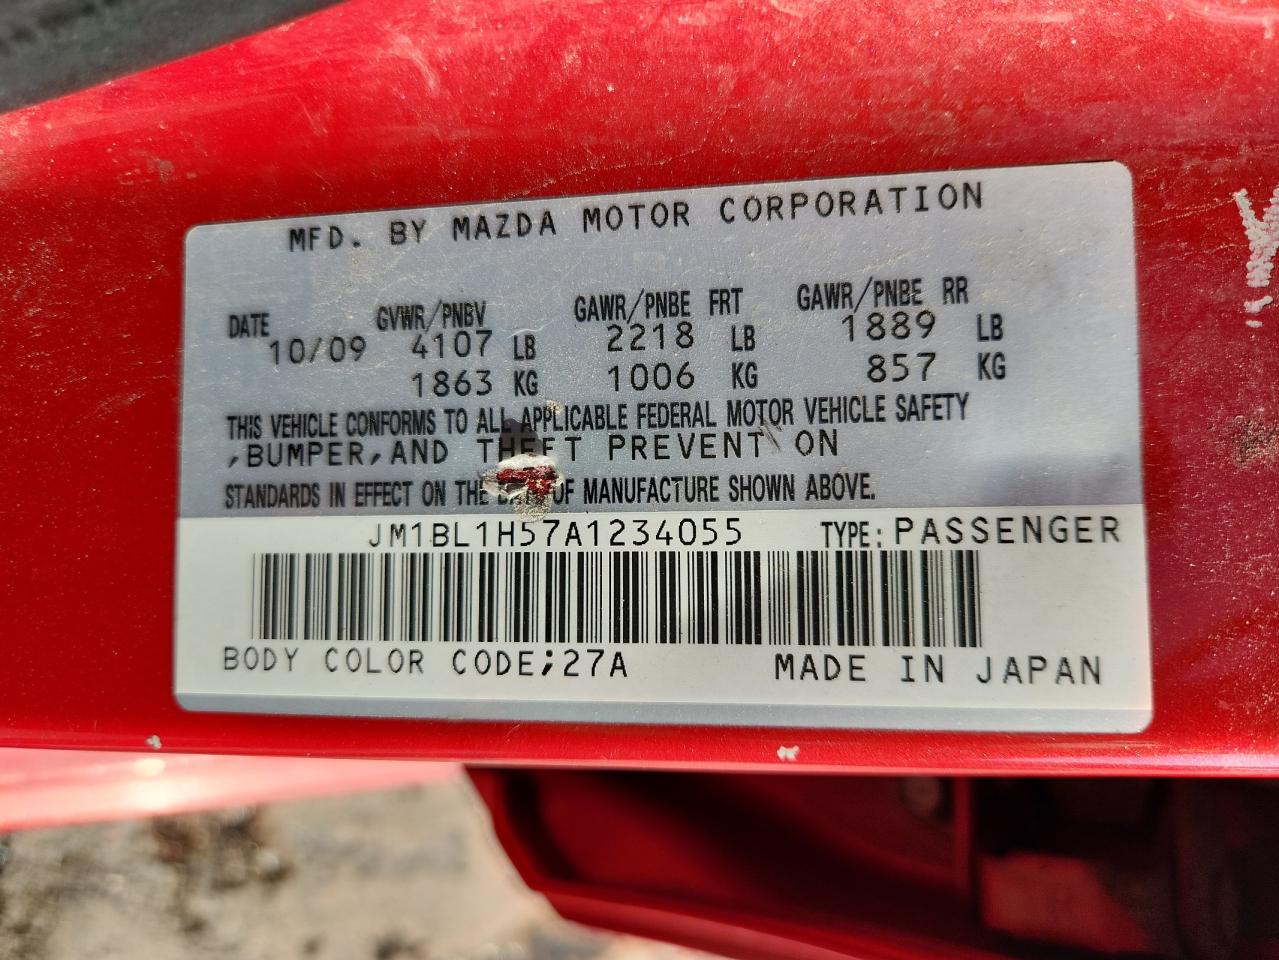 MFD. BY MAZDA MOTOR CORPORATION
DATE GVWR/PNBV GAWR/PNBE FRT GAWR/PNBE RR
10/09 4107 LB 2218 LB 1889 LB
1863 KG 1006 KG 857 KG
THIS VEHICLE CONFORMS TO ALL APPLICABLE FEDERAL MOTOR VEHICLE SAFETY
,BUMPER,AND THEFT PREVENT ON
STANDARDS IN EFFECT ON THE OF MANUFACTURE SHOWN ABOVE.
JM1BL1H57A1234055 TYPE: PASSENGER
BODY COLOR CODE;27A MADE IN JAPAN